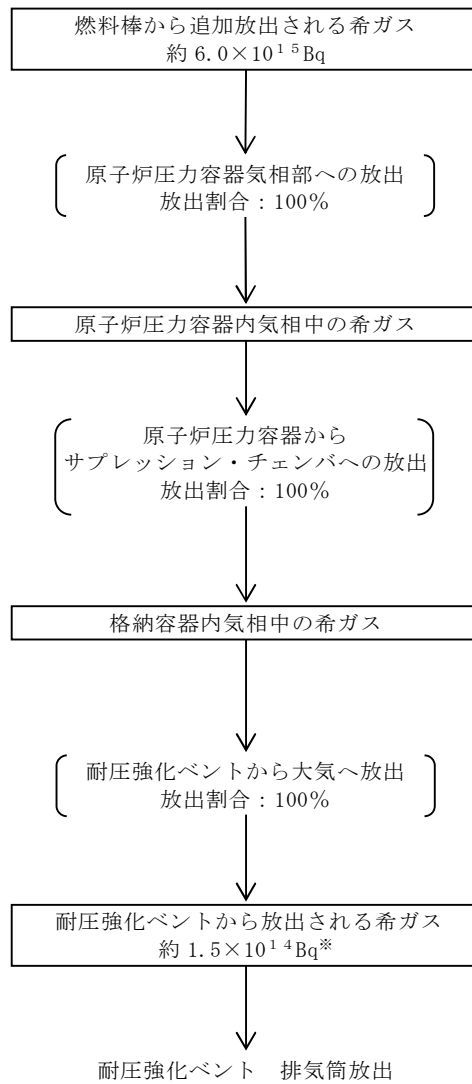 燃料棒から追加放出される希ガス
約 6.0×10¹⁵Bq
原子炉圧力容器気相部への放出
放出割合：100％
原子炉圧力容器内気相中の希ガス
原子炉圧力容器から
サプレッション・チェンバへの放出
放出割合：100％
格納容器内気相中の希ガス
耐圧強化ベントから大気へ放出
放出割合：100％
耐圧強化ベントから放出される希ガス
約 1.5×10¹⁴Bq※
耐圧強化ベント　排気筒放出